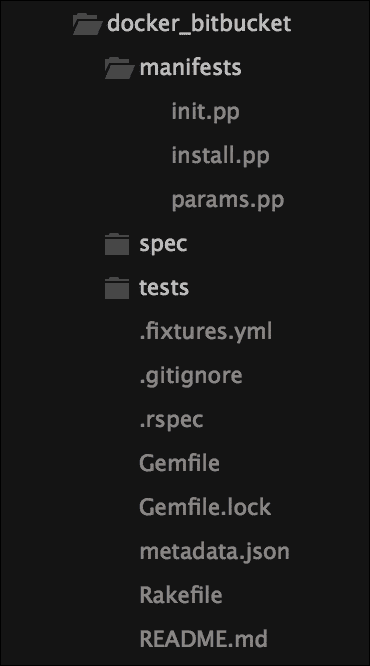 docker_bitbucket
manifests
init.pp
install.pp
params.pp
spec
tests
.fixtures.yml
.gitignore
.rspec
Gemfile
Gemfile.lock
metadata.json
Rakefile
README.md